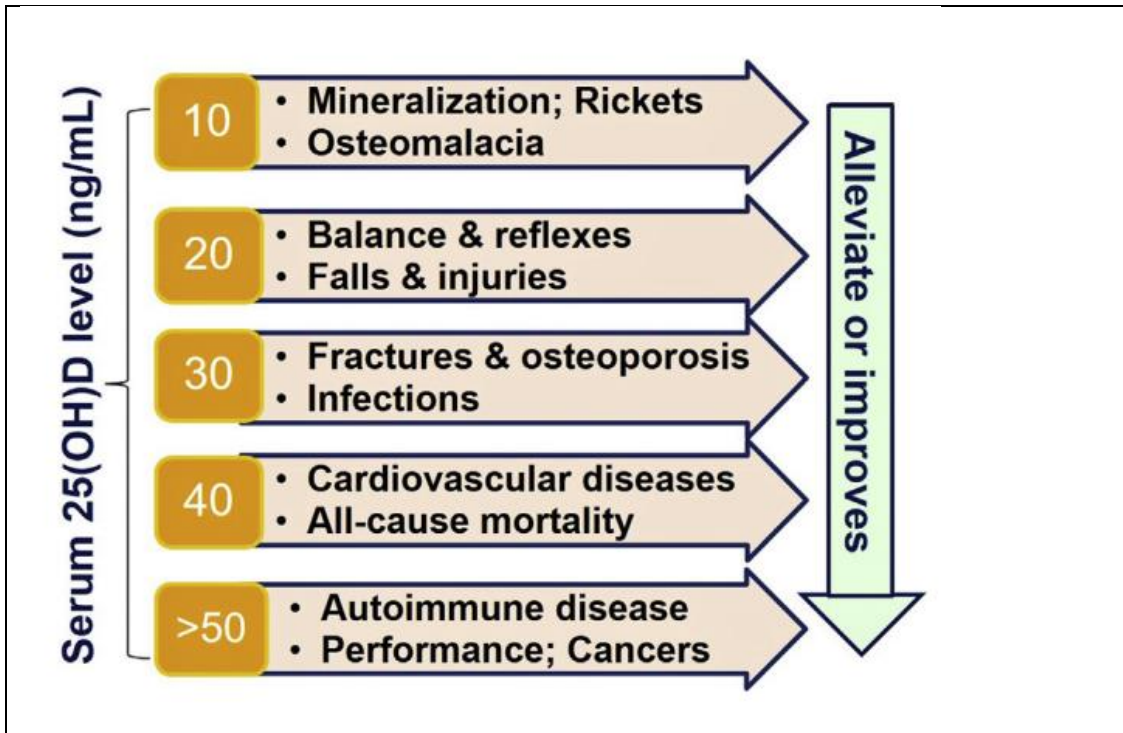 Serum 25(OH)D level (ng/mL)
10
• Mineralization; Rickets
• Osteomalacia
20
• Balance & reflexes
• Falls & injuries
30
• Fractures & osteoporosis
• Infections
40
• Cardiovascular diseases
• All-cause mortality
>50
• Autoimmune disease
• Performance; Cancers
Alleviate or improves